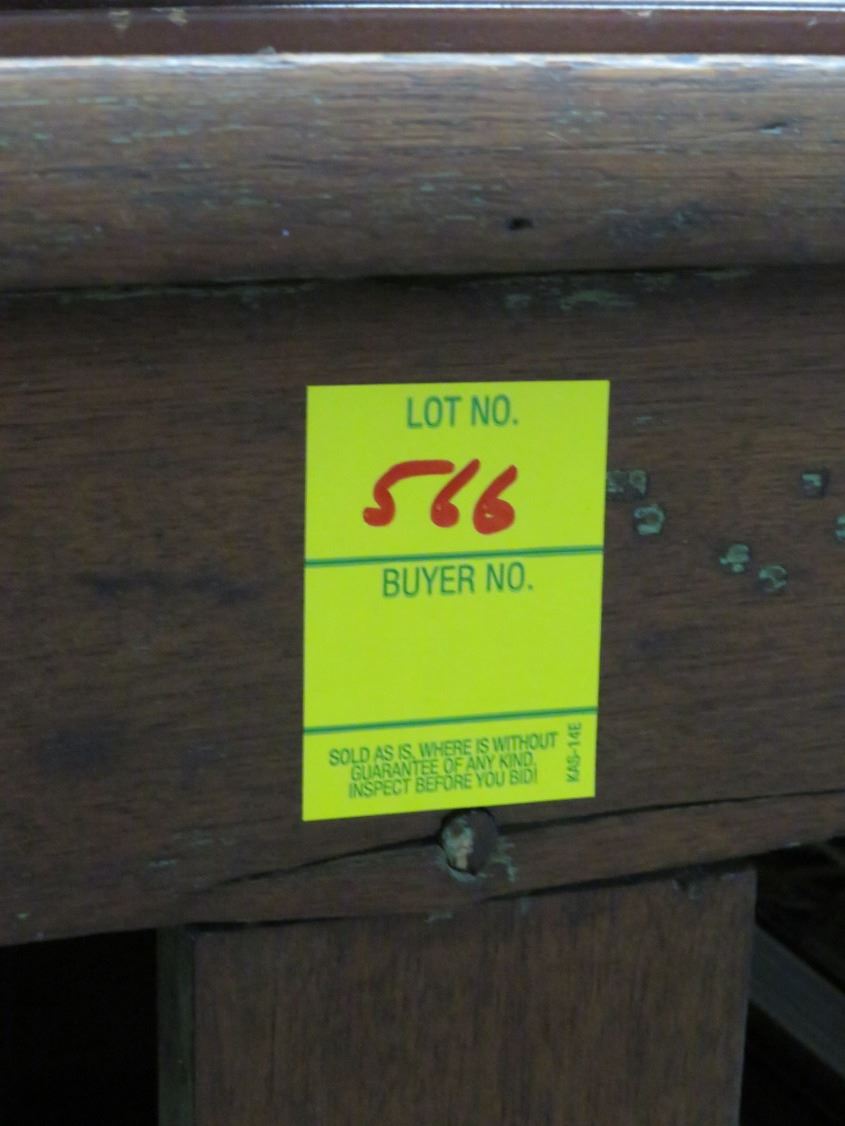 LOT NO.
566
BUYER NO.
SOLD AS IS, WHERE IS WITHOUT
GUARANTEE OF ANY KIND.
INSPECT BEFORE YOU BID!
KAS-14E